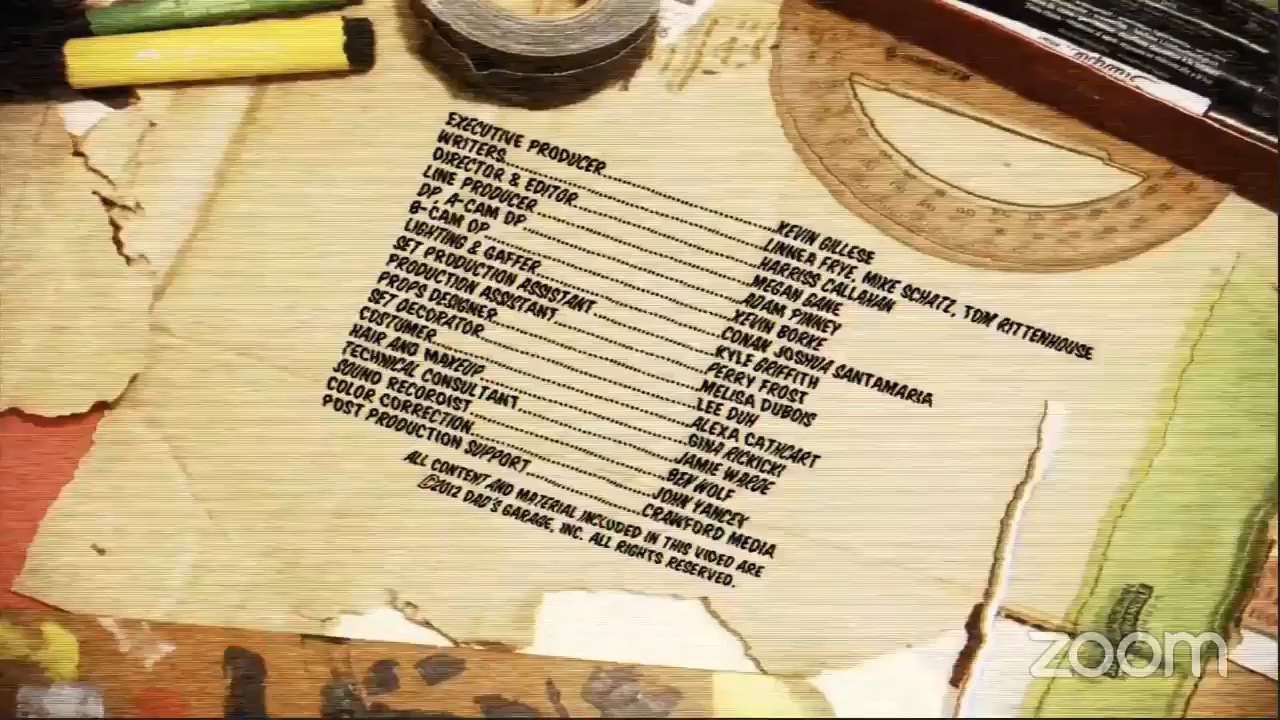 EXECUTIVE PRODUCER..........KEVIN GILLESE
WRITERS..........LINNEA FRYE, MIKE SCHATZ, TOM RITTENHOUSE
DIRECTOR & EDITOR..........HARRISS CALLAHAN
LINE PRODUCER..........MEGAN
DP, A-CAM DP..........ADAM PINNEY
B-CAM DP..........KEVIN BORKE
LIGHTING & GAFFER..........CONAN JOSHUA SANTAMARIA
SET PRODUCTION ASSISTANT..........KYLE GRIFFITH
PRODUCTION ASSISTANT..........PERRY FROST
PROPS DESIGNER..........MELISA DUBOIS
SET DECORATOR..........LEE DUH
COSTUMER..........ALEXA CATHCART
HAIR AND MAKEUP..........GINA RICKICKI
TECHNICAL CONSULTANT..........JAMIE WARDE
SOUND RECORDIST..........BEN WOLF
COLOR CORRECTION..........JOHN YANCEY
POST PRODUCTION SUPPORT..........CRAWFORD MEDIA
ALL CONTENT AND MATERIAL INCLUDED IN THIS VIDEO ARE
©2012 DAD'S GARAGE, INC. ALL RIGHTS RESERVED.
zoom